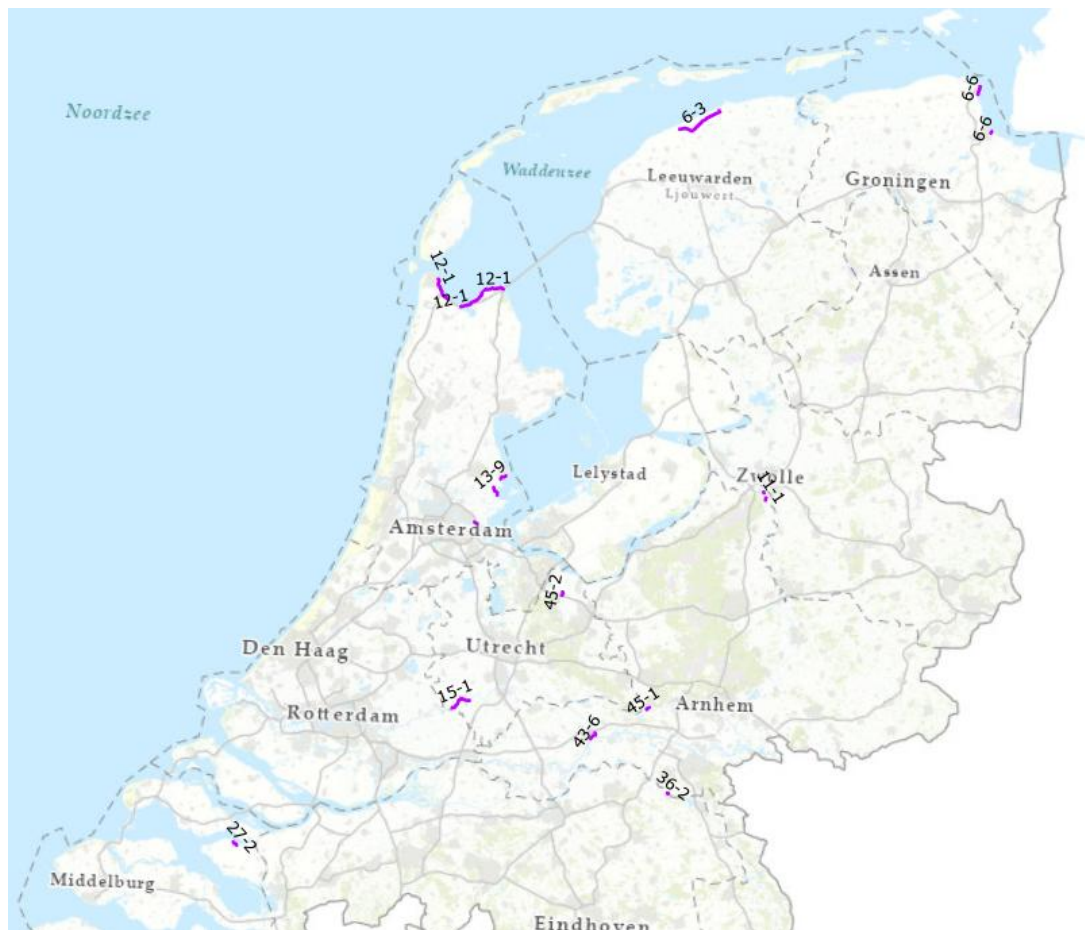 6-6
Noordzee
6-3
6-6
Waddenzee
Leeuwarden
Ljouwert
Groningen
12-1
Assen
12-1
12-1
13-9
Lelystad
Zwolle
11-1
Amsterdam
45-2
Utrecht
Den Haag
15-1
45-1
Arnhem
Rotterdam
43-6
36-2
27-2
Middelburg
Eindhoven